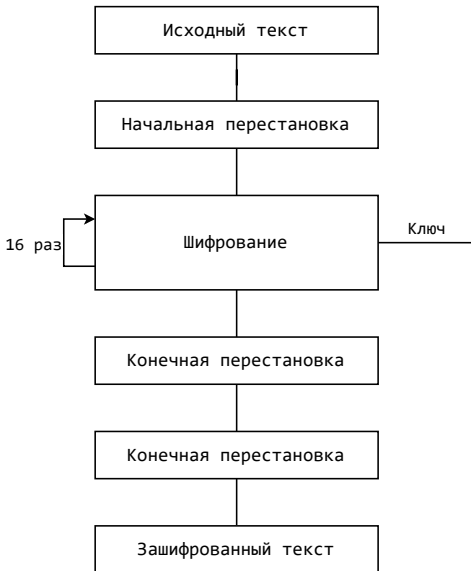 Исходный текст
Начальная перестановка
Шифрование
16 раз
Ключ
Конечная перестановка
Конечная перестановка
Зашифрованный текст